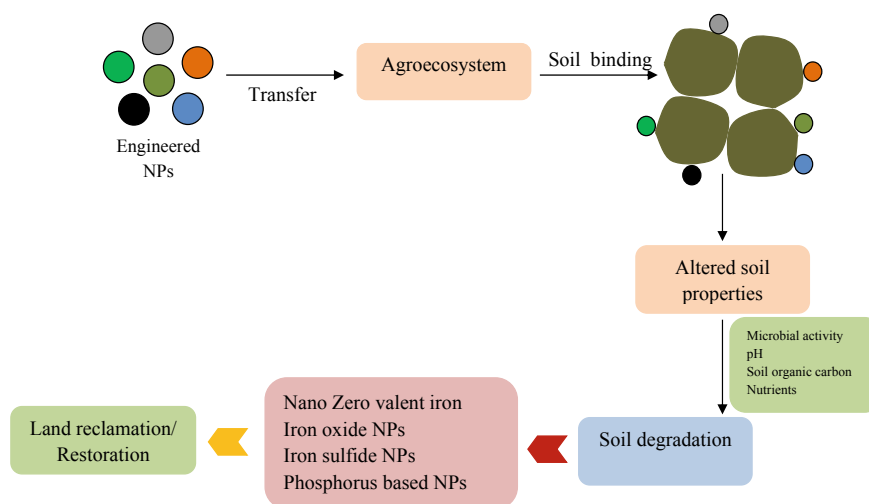 Engineered
NPs
Transfer
Agroecosystem
Soil binding
Altered soil
properties
Microbial activity
pH
Soil organic carbon
Nutrients
Soil degradation
Nano Zero valent iron
Iron oxide NPs
Iron sulfide NPs
Phosphorus based NPs
Land reclamation/
Restoration